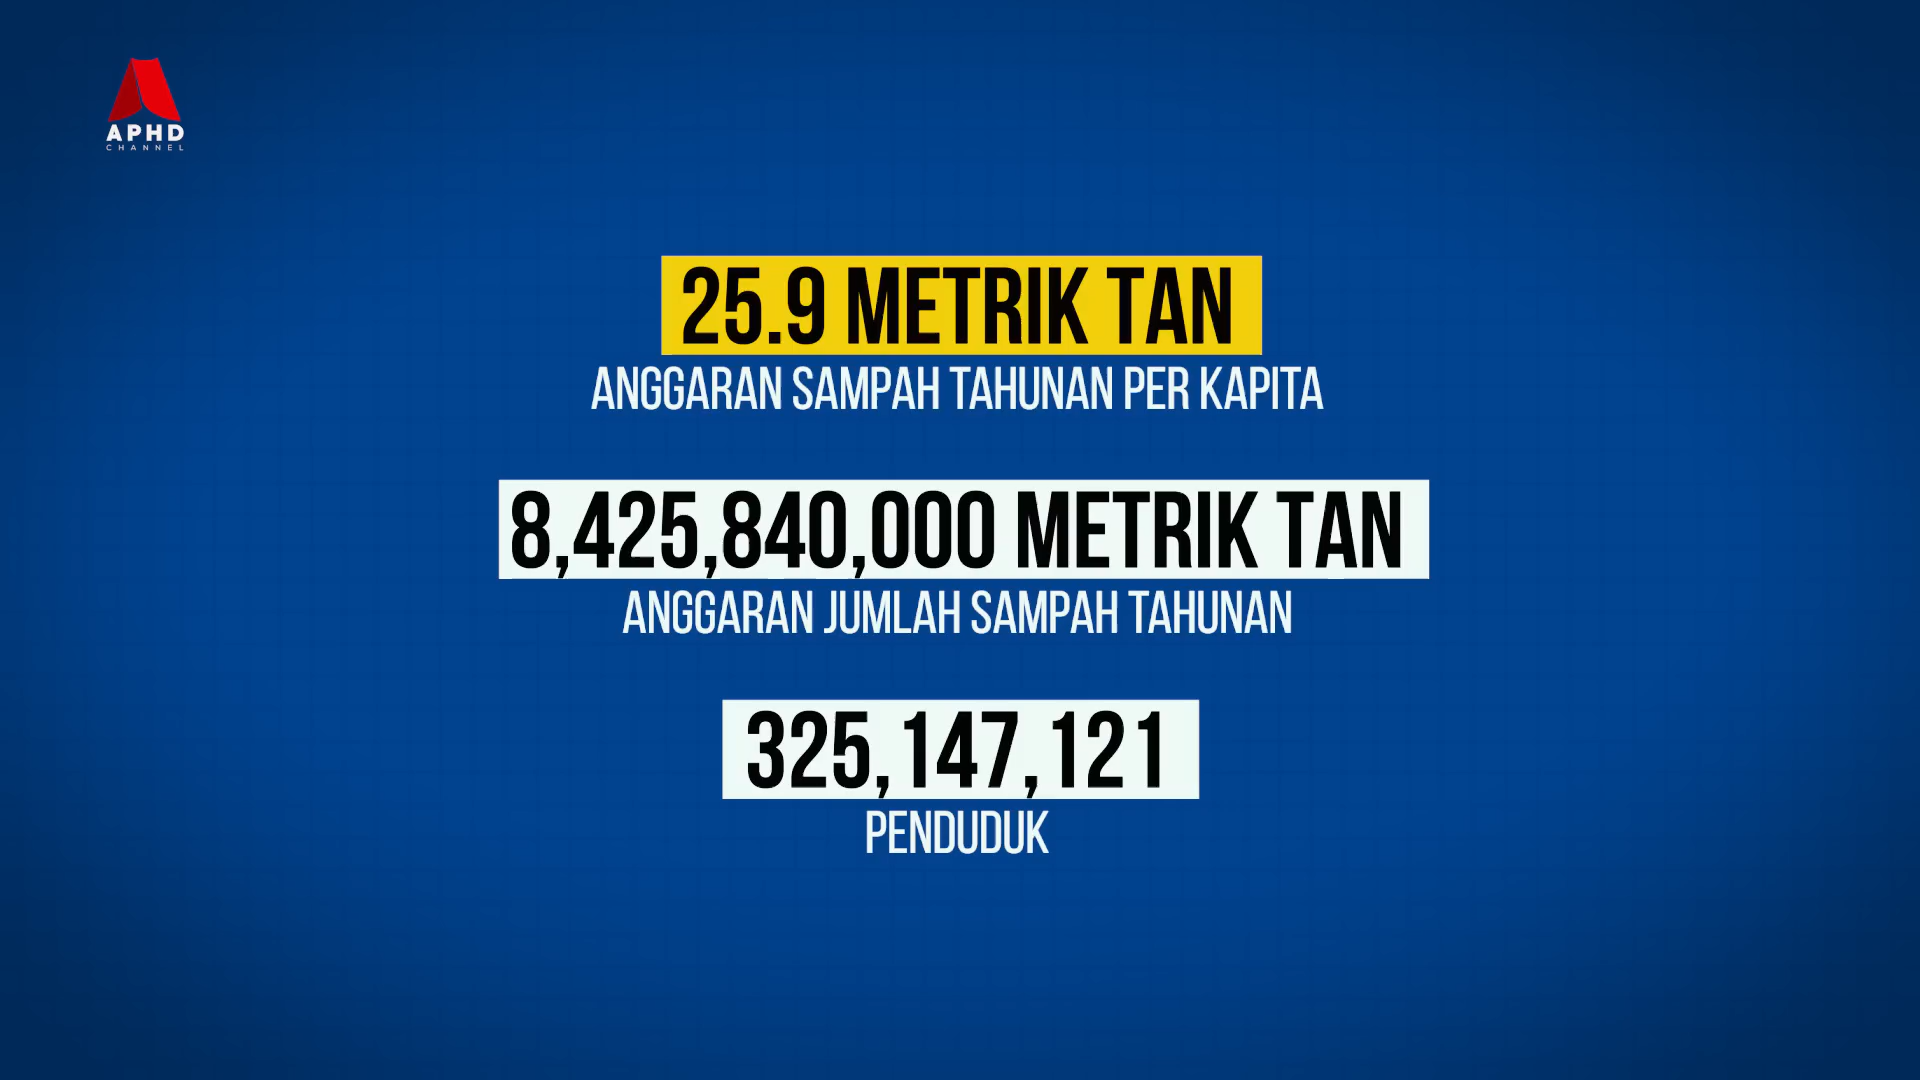 APHD
CHANNEL
25.9 METRIK TAN
ANGGARAN SAMPAH TAHUNAN PER KAPITA
8,425,840,000 METRIK TAN
ANGGARAN JUMLAH SAMPAH TAHUNAN
325,147,121
PENDUDUK